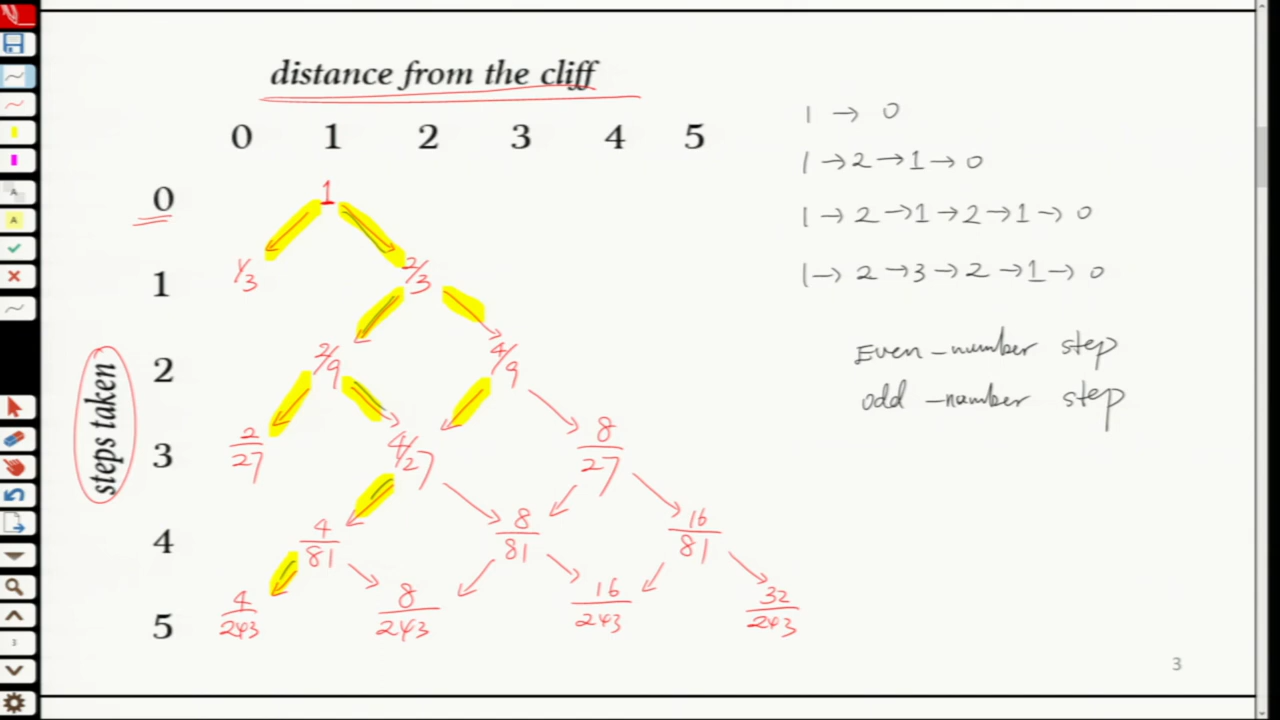 distance from the cliff
0 1 2 3 4 5
0 1
1 1/3 2/3
2 2/9 4/9
3 2/27 4/27 8/27
4 4/81 8/81 16/81
5 4/243 8/243 16/243 32/243
steps taken
1 → 0
1 → 2 → 1 → 0
1 → 2 → 1 → 2 → 1 → 0
1 → 2 → 3 → 2 → 1 → 0
Even-number step
odd-number step
3